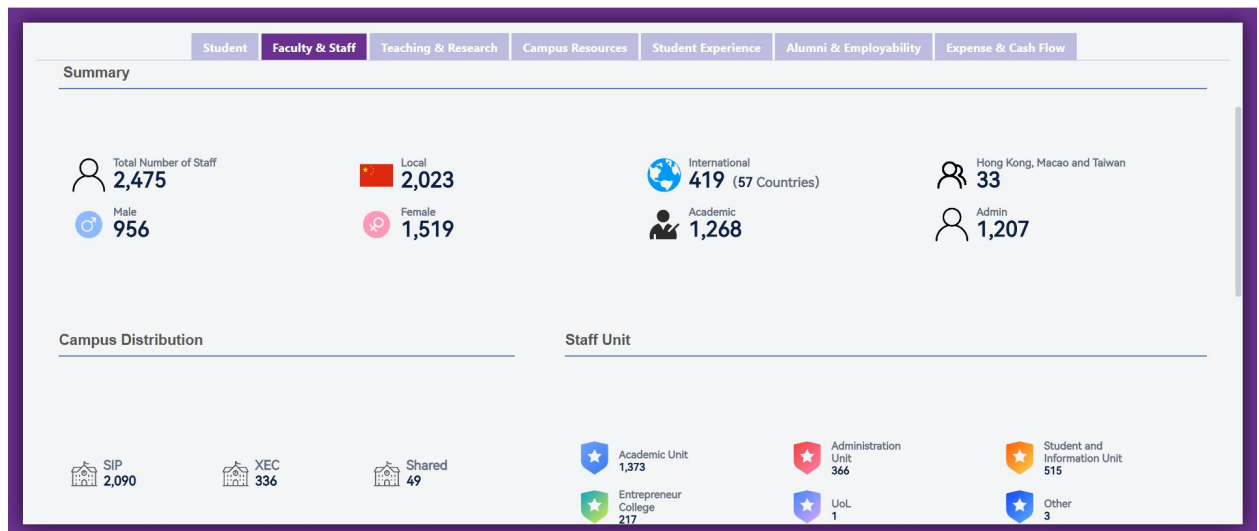 Student
Faculty & Staff
Teaching & Research
Campus Resources
Student Experience
Alumni & Employability
Expense & Cash Flow
Summary
Total Number of Staff
2,475
Local
2,023
International
419 (57 Countries)
Hong Kong, Macao and Taiwan
33
Male
956
Female
1,519
Academic
1,268
Admin
1,207
Campus Distribution
SIP
2,090
XEC
336
Shared
49
Staff Unit
Academic Unit
1,373
Administration
Unit
366
Student and
Information Unit
515
Entrepreneur
College
217
UoL
1
Other
3